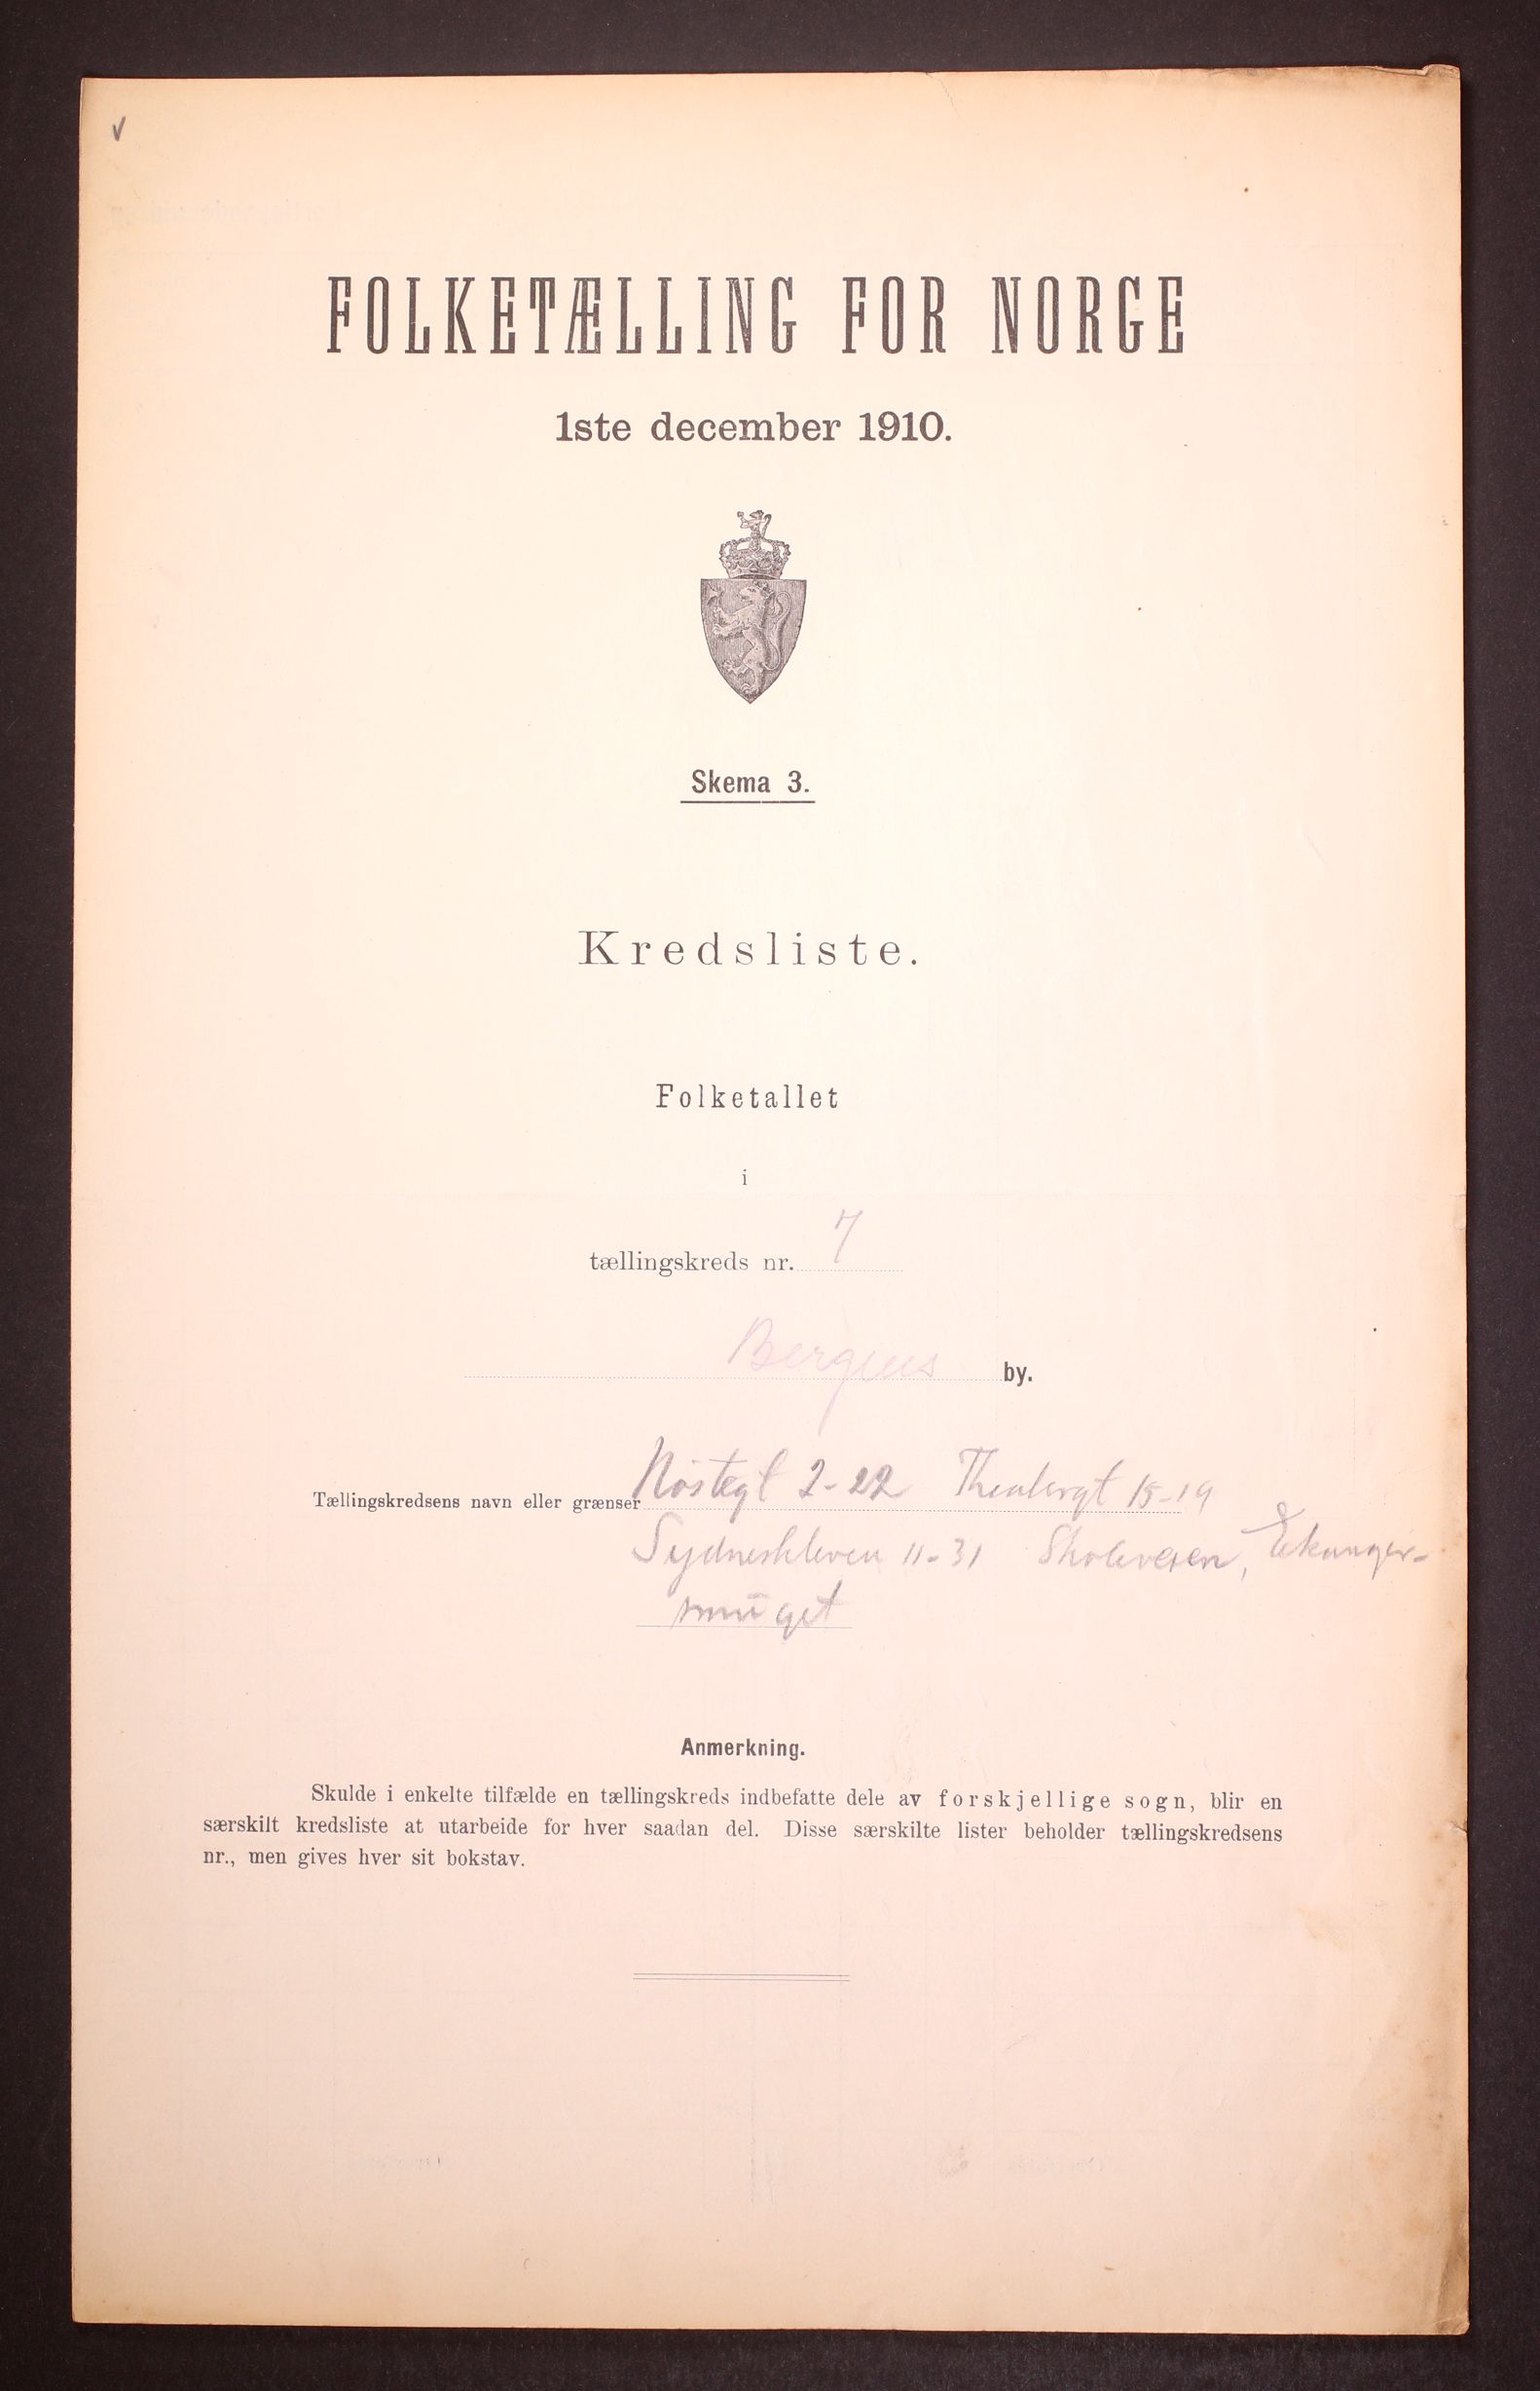 v
FOLKETÆLLING FOR NORGE
1ste december 1910.
Skema 3.
Kredsliste.
Folketallet
i
tællingskreds nr. 7
Bergens by.
Tællingskredsens navn eller grænser Nöstegt 2-22 Theatergt 15-19
Sydneskleven 11-31 Skoleveien, Ekanger-
smuget
Anmerkning.
Skulde i enkelte tilfælde en tællingskreds indbefatte dele av forskjellige sogn, blir en
særskilt kredsliste at utarbeide for hver saadan del. Disse særskilte lister beholder tællingskredsens
nr., men gives hver sit bokstav.